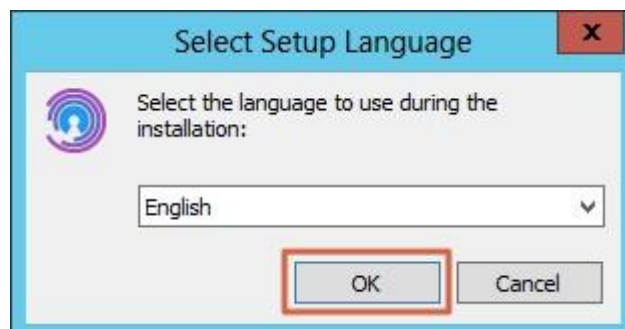 Select Setup Language
x
Select the language to use during the
installation:
English
OK
Cancel